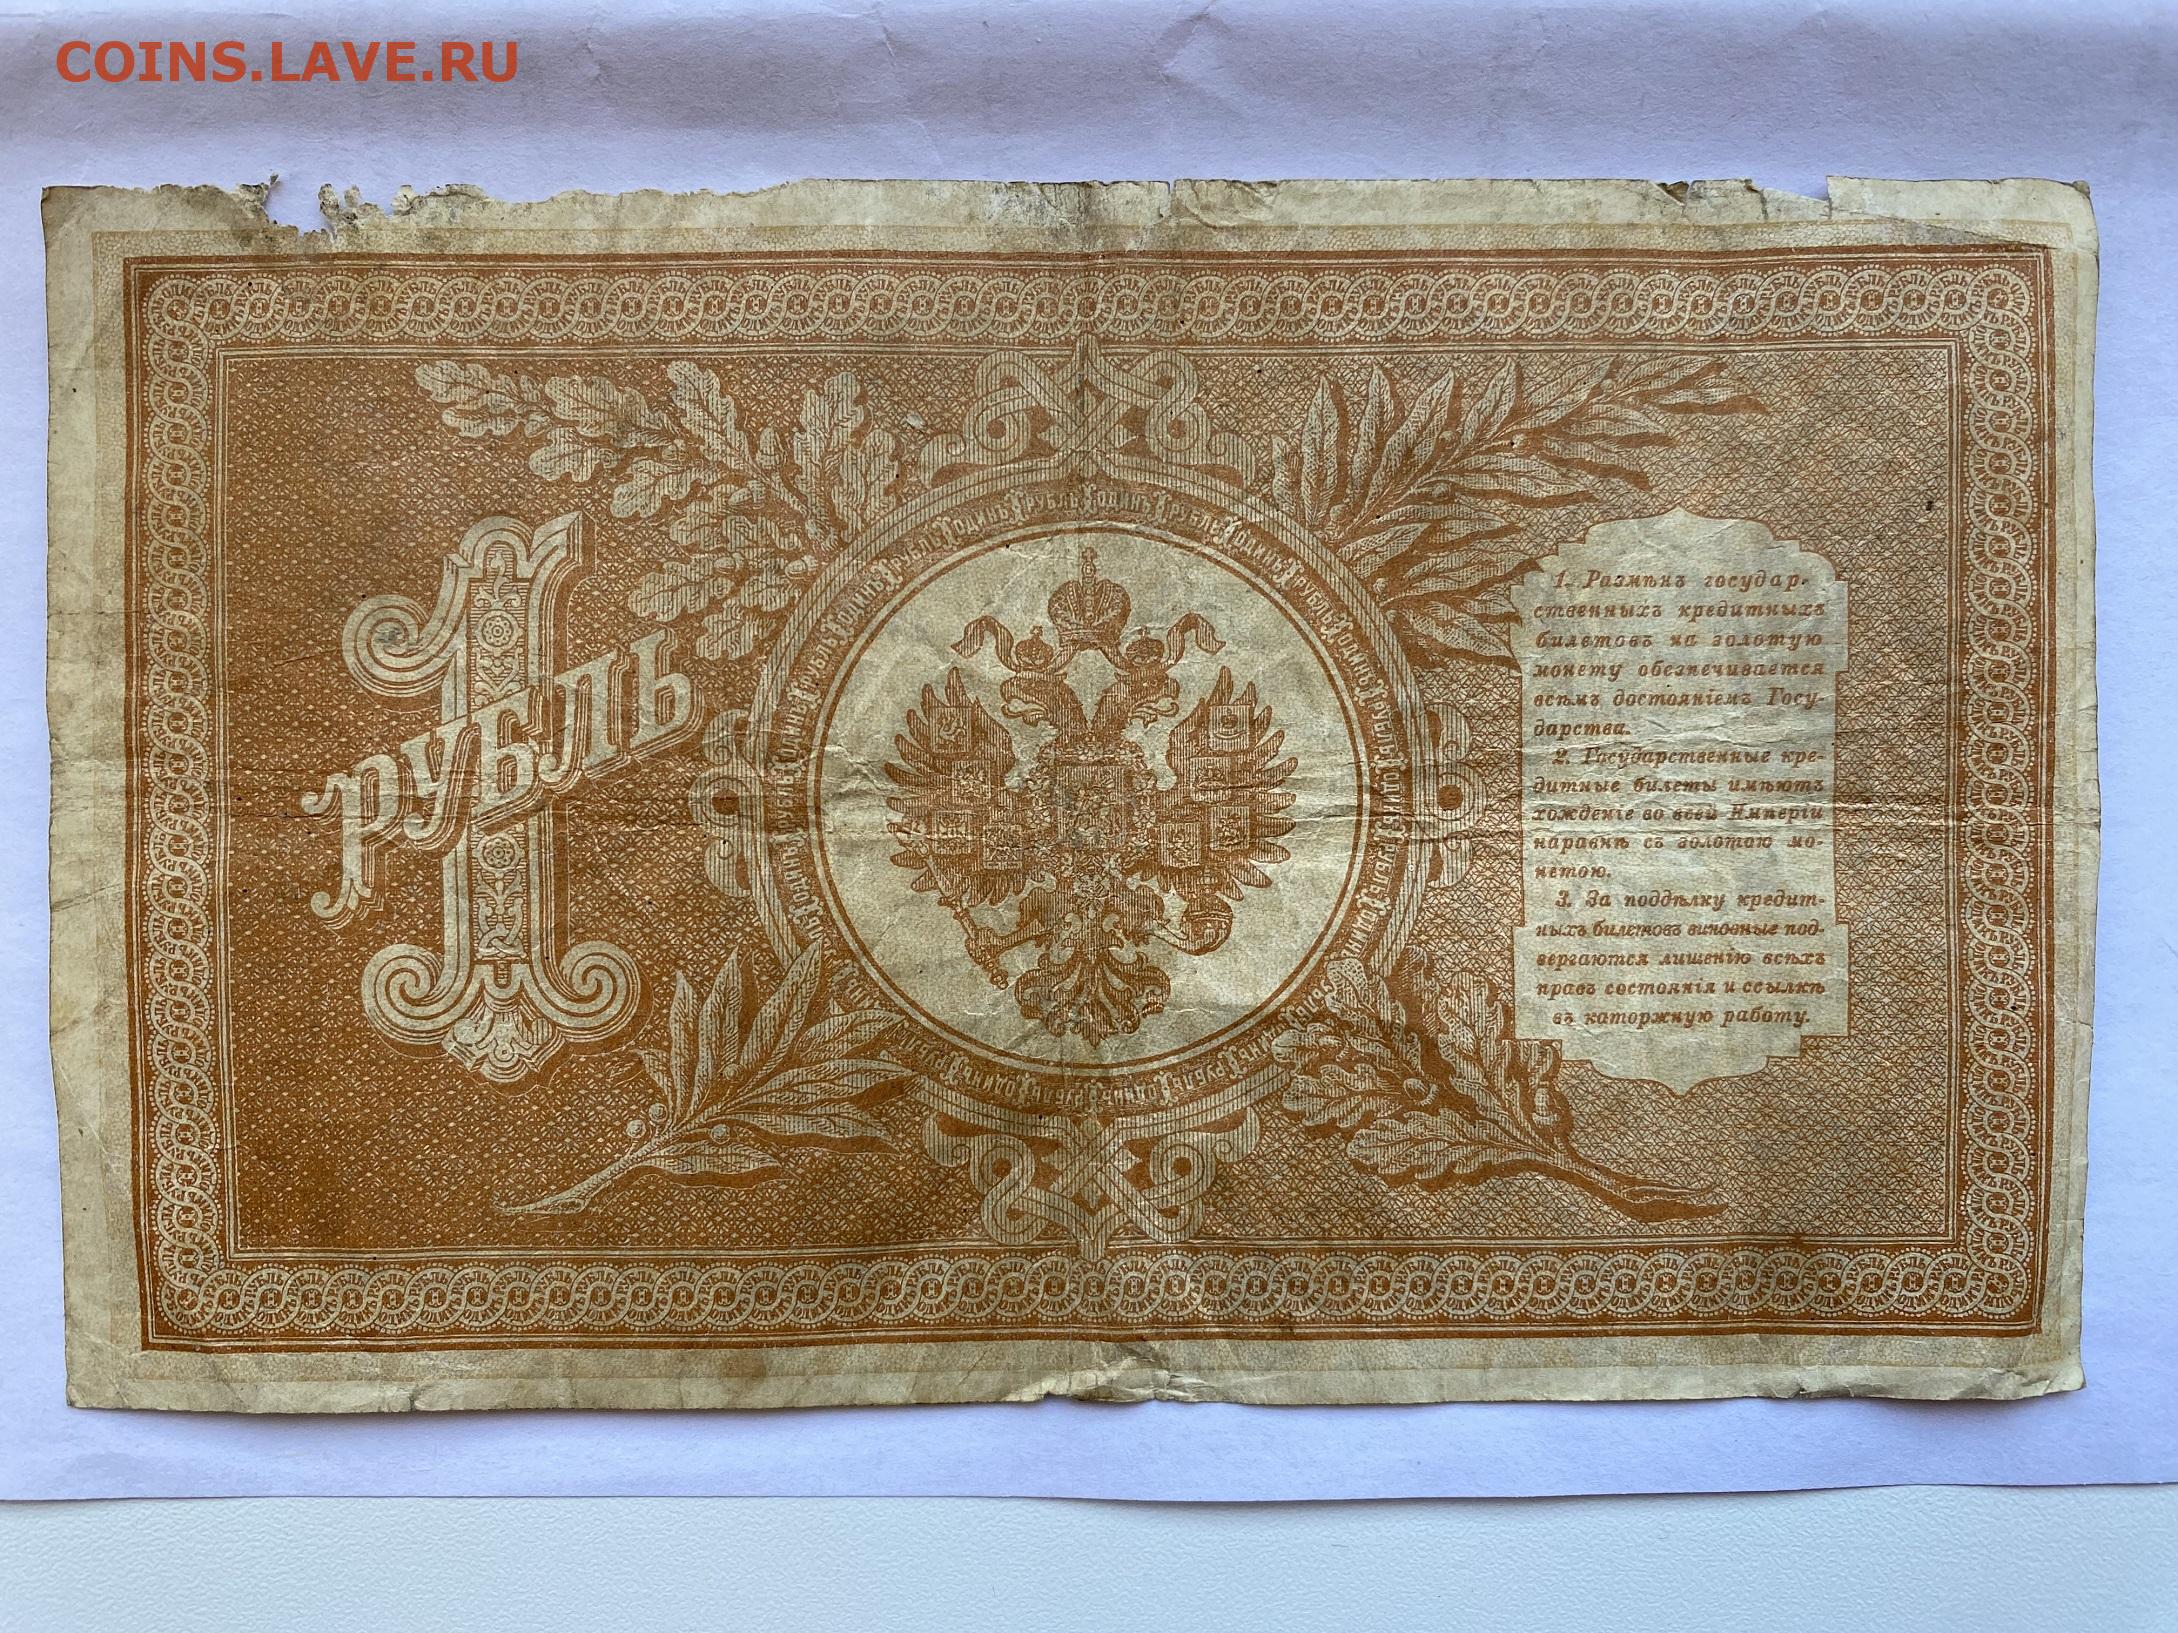 COINS.LAVE.RU
1
РУБЛЬ
1. Размѣнъ государ-
ственныхъ кредитныхъ
билетовъ на золотую
монету обезпечивается
всѣмъ достояніемъ Госу-
дарства.
2. Государственные кре-
дитные билеты имѣютъ
хожденіе во всей Имперіи
наравнѣ съ золотою мо-
нетою.
3. За поддѣлку кредит-
ныхъ билетовъ виновные под-
вергаются лишенію всѣхъ
правъ состоянія и ссылкѣ
въ каторжную работу.